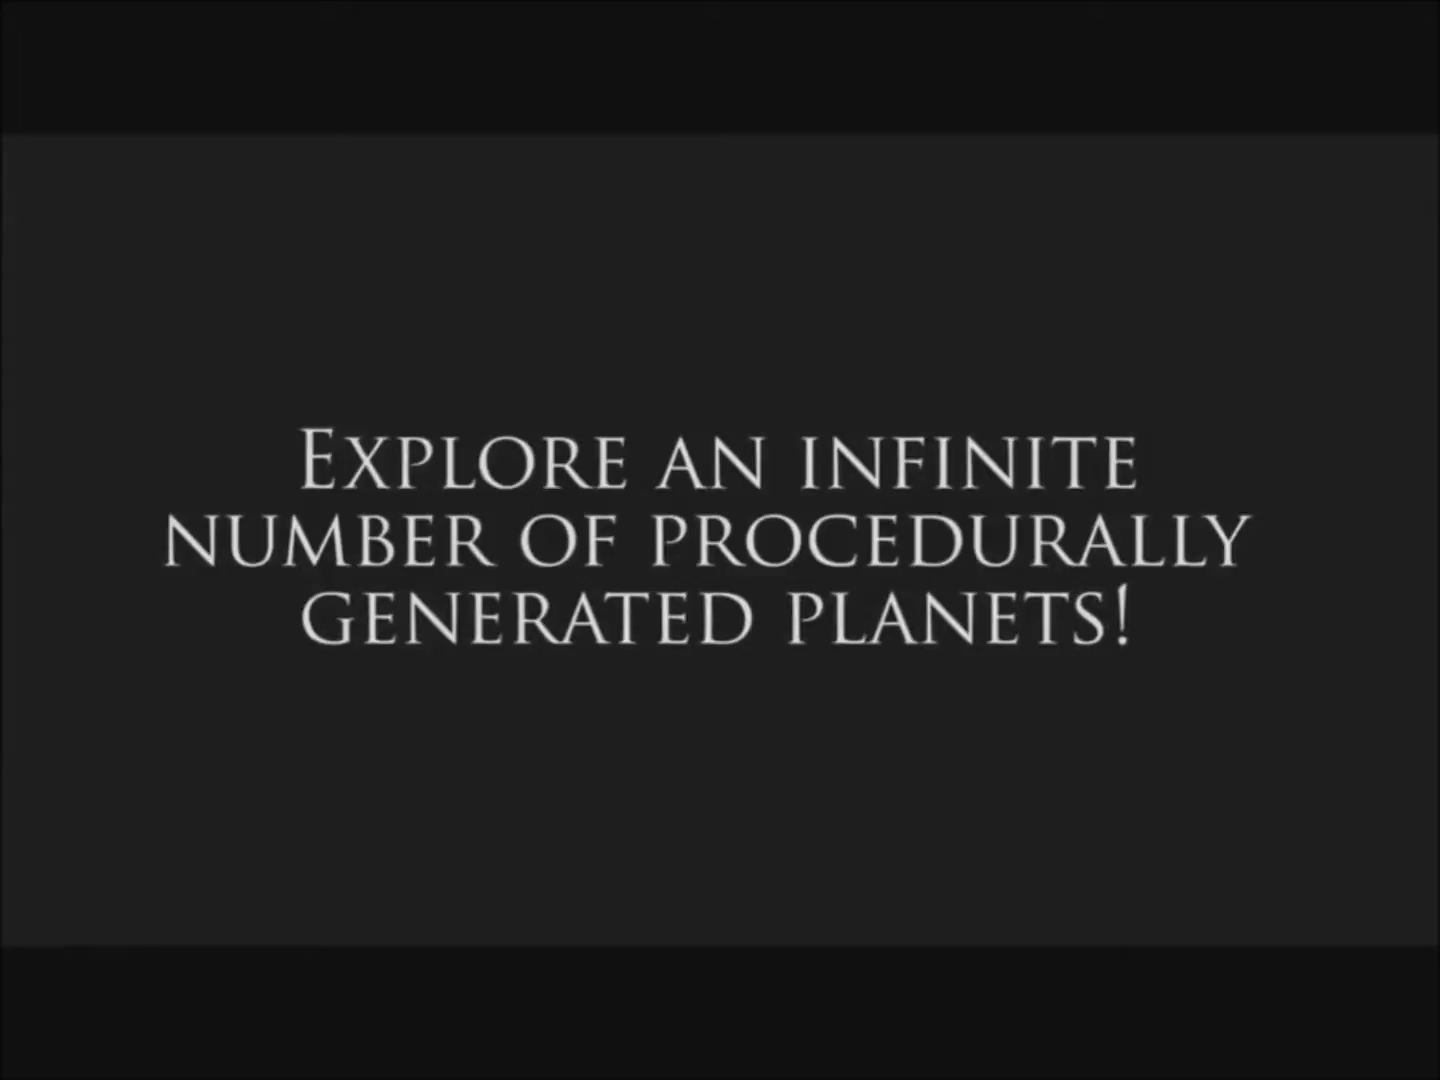 Explore an infinite
number of procedurally
generated planets!